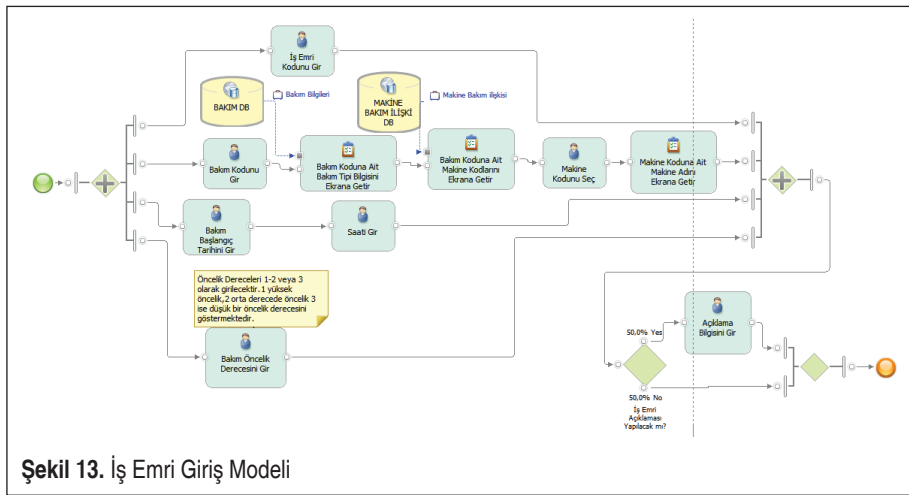 İş Emri
Kodunu Gir
BAKIM DB
Bakım Bilgileri
MAKİNE
BAKIM İLİŞKİ
DB
Makine Bakım ilişkisi
Bakım Kodunu
Gir
Bakım Koduna Ait
Bakım Tipi Bilgisini
Ekrana Getir
Bakım Koduna Ait
Makine Kodlarını
Ekrana Getir
Makine
Kodunu Seç
Makine Koduna Ait
Makine Adını
Ekrana Getir
Bakım
Başlangıç
Tarihini Gir
Saati Gir
Öncelik Dereceleri 1-2 veya 3
olarak girilecektir.1 yüksek
öncelik,2 orta derecede öncelik 3
ise düşük bir öncelik derecesini
göstermektedir.
Bakım Öncelik
Derecesini Gir
50,0% Yes
Açıklama
Bilgisini Gir
50,0% No
İş Emri
Açıklaması
Yapılacak mı?
Şekil 13. İş Emri Giriş Modeli